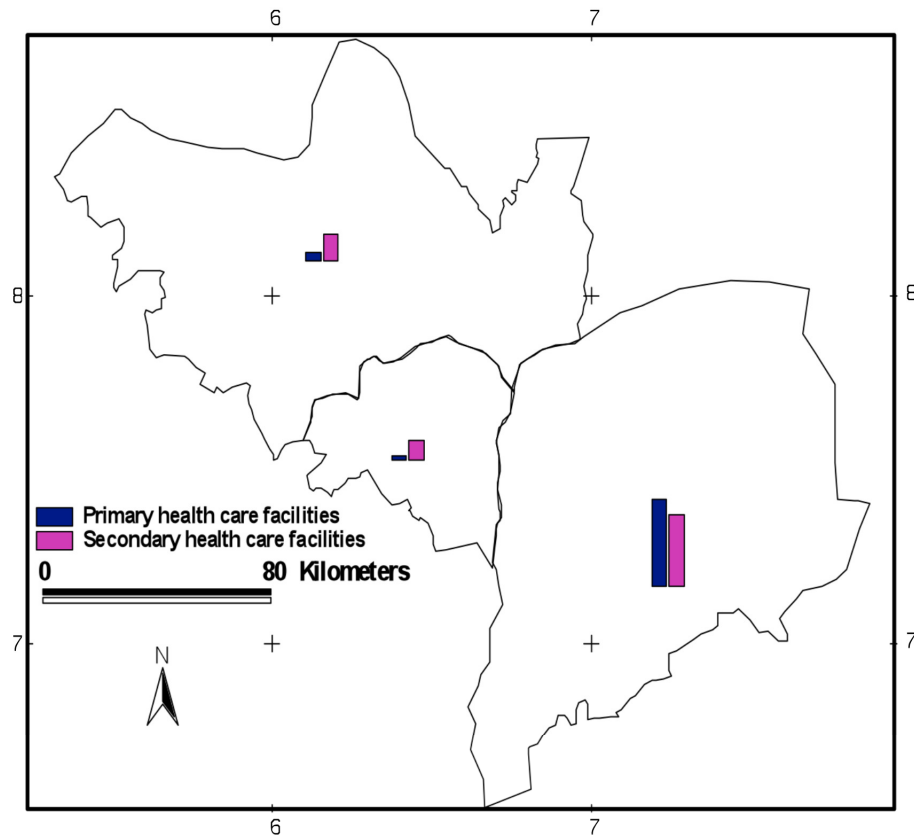 6 7
8 8
Primary health care facilities
Secondary health care facilities
0 80 Kilometers
7 7
N
6 7